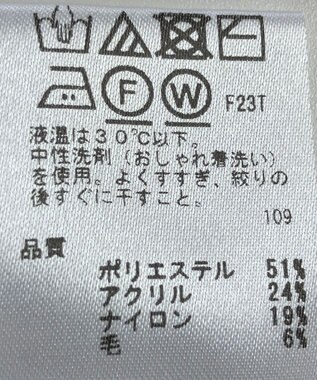 F W F23T
液温は30℃以下。
中性洗剤（おしゃれ着洗い）
を使用。よくすすぎ、絞りの
後すぐに干すこと。
109
品質
ポリエステル 51%
アクリル 24%
ナイロン 19%
毛 6%